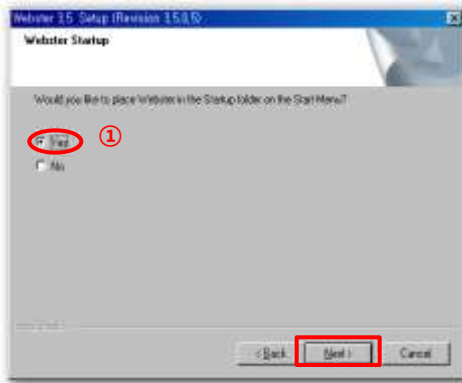 Webster 3.5 Setup (Revision 3.5.0.5)
Webster Startup
Would you like to place Webster in the Startup folder on the Start Menu?
Yes
①
No
< Back
Next >
Cancel